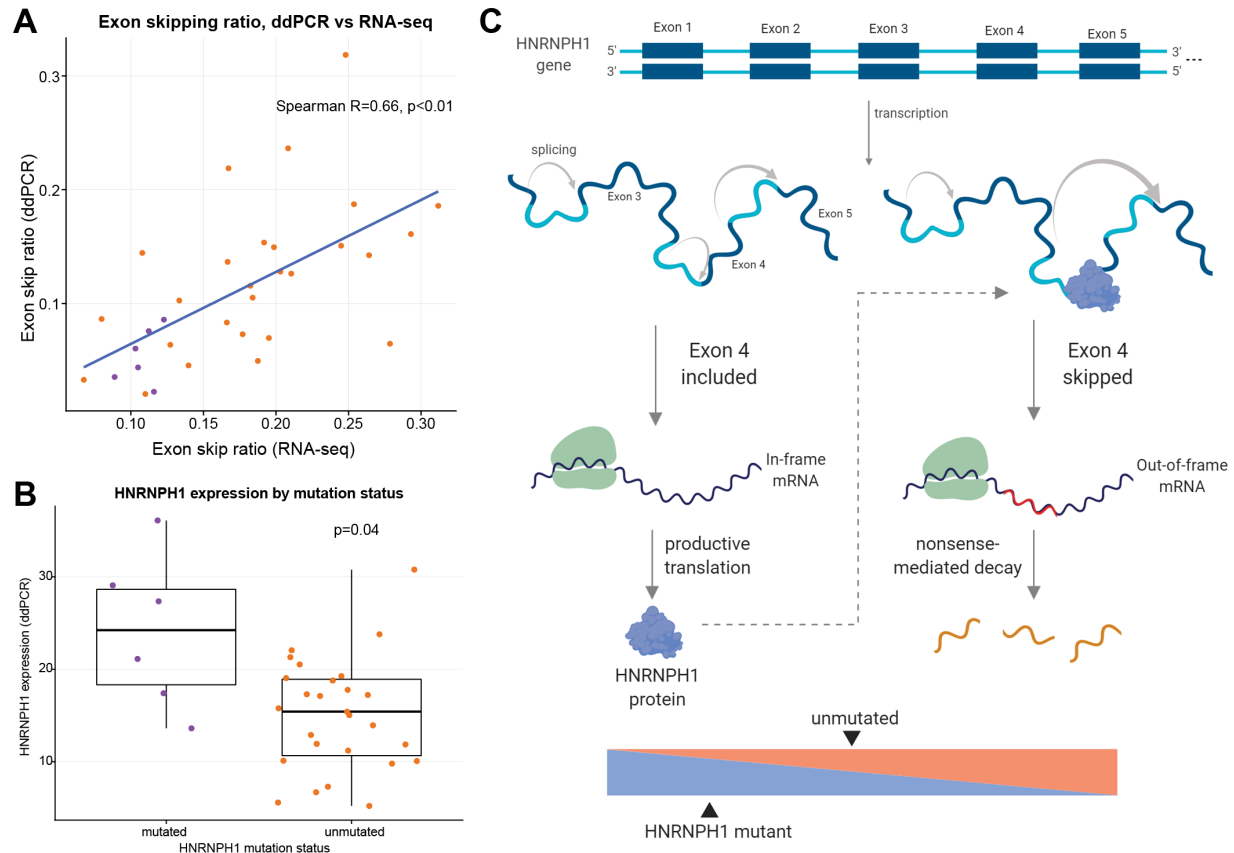 A
Exon skipping ratio, ddPCR vs RNA-seq
Spearman R=0.66, p<0.01
0.3
0.2
0.1
Exon skip ratio (ddPCR)
0.10 0.15 0.20 0.25 0.30
Exon skip ratio (RNA-seq)
B
HNRNPH1 expression by mutation status
p=0.04
30
20
10
HNRNPH1 expression (ddPCR)
mutated unmutated
HNRNPH1 mutation status
C
HNRNPH1
gene
Exon 1 Exon 2 Exon 3 Exon 4 Exon 5
5' 3'
3' 5'
...
transcription
splicing
Exon 3
Exon 5
Exon 4
Exon 4
included
Exon 4
skipped
In-frame
mRNA
Out-of-frame
mRNA
productive
translation
nonsense-
mediated decay
HNRNPH1
protein
unmutated
HNRNPH1 mutant